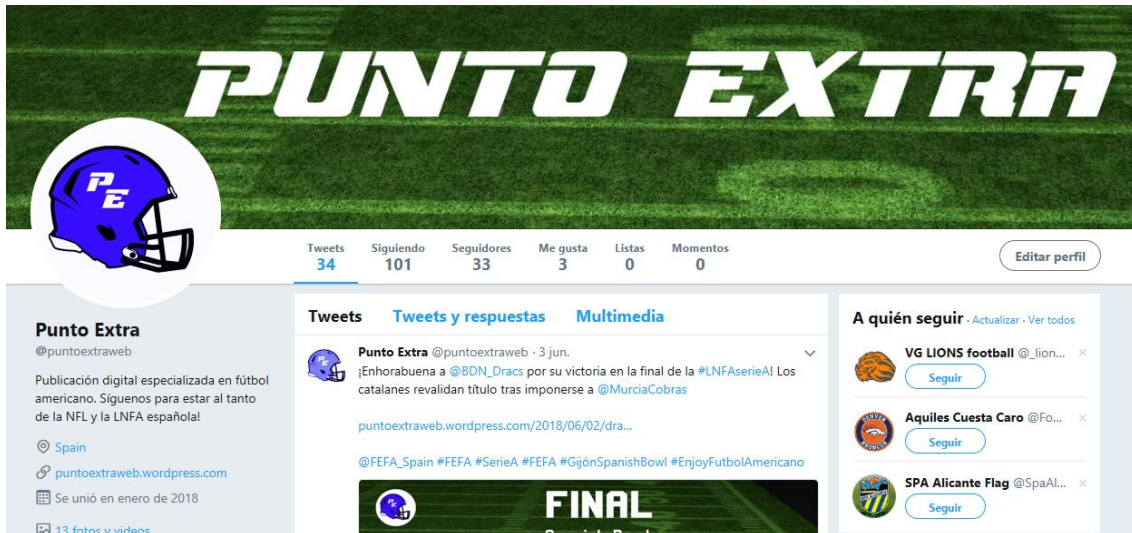 PUNTO EXTRA
P
E
Tweets Siguiendo Seguidores Me gusta Listas Momentos
34 101 33 3 0 0
Editar perfil
Punto Extra
@puntoextraweb
Publicación digital especializada en fútbol
americano. Síguenos para estar al tanto
de la NFL y la LNFA española!
Spain
puntoextraweb.wordpress.com
Se unió en enero de 2018
13 fotos y videos
Tweets Tweets y respuestas Multimedia
Punto Extra @puntoextraweb · 3 jun.
¡Enhorabuena a @BDN_Dracs por su victoria en la final de la #LNFAserieA! Los
catalanes revalidan título tras imponerse a @MurciaCobras
puntoextraweb.wordpress.com/2018/06/02/dra...
@FEFA_Spain #FEFA #SerieA #FEFA #GijónSpanishBowl #EnjoyFutbolAmericano
FINAL
A quién seguir · Actualizar · Ver todos
VG LIONS football @_lion...
Seguir
Aquiles Cuesta Caro @Fo...
Seguir
SPA Alicante Flag @SpaAl...
Seguir